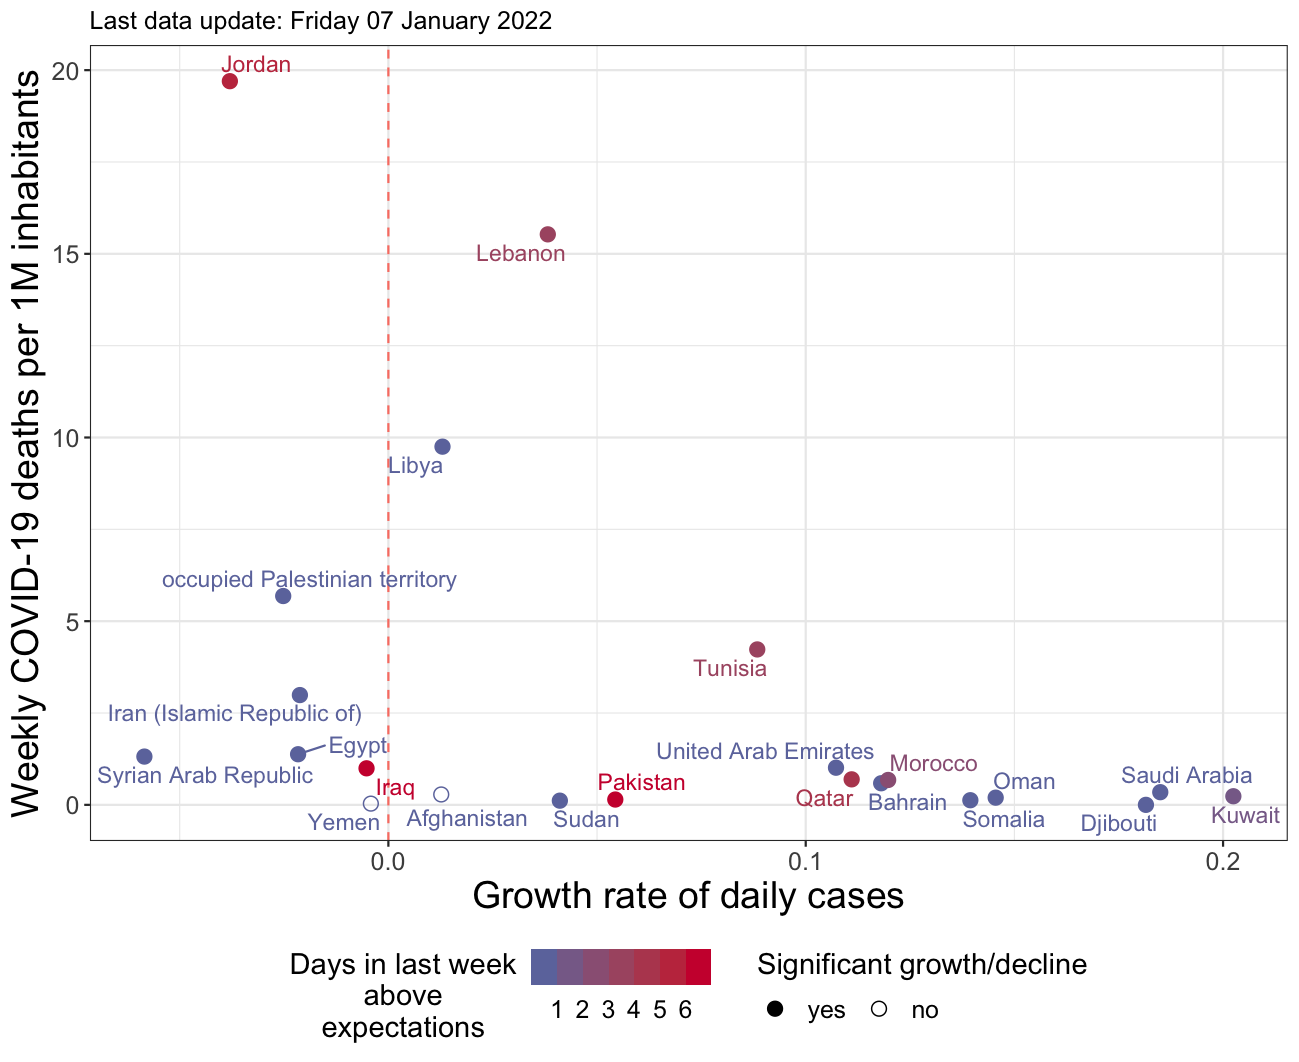 Last data update: Friday 07 January 2022
Weekly COVID-19 deaths per 1M inhabitants
20
15
10
5
0
Jordan
Lebanon
Libya
occupied Palestinian territory
Tunisia
Iran (Islamic Republic of)
Egypt
United Arab Emirates
Morocco
Syrian Arab Republic
Saudi Arabia
Pakistan
Oman
Iraq
Qatar
Bahrain
Kuwait
Yemen
Afghanistan
Sudan
Somalia
Djibouti
0.0
0.1
0.2
Growth rate of daily cases
Days in last week
above
expectations
1 2 3 4 5 6
Significant growth/decline
yes no